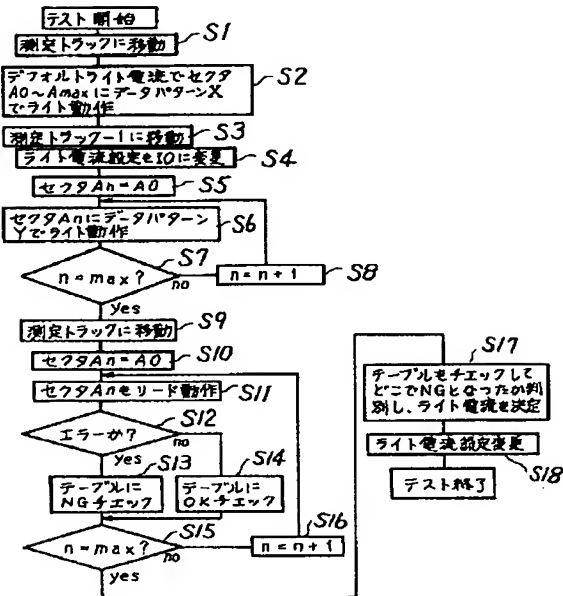 テスト開始
測定トラックに移動
S1
デフォルトライト電流でセクタ
A0～AmaxにデータパターンX
でライト動作
S2
測定トラック-1に移動
S3
ライト電流設定をI0に変更
S4
セクタAn=A0
S5
セクタAnにデータパターン
Yでライト動作
S6
n=max?
S7
no
n=n+1
S8
yes
測定トラックに移動
S9
セクタAn=A0
S10
セクタAnをリード動作
S11
エラーか?
S12
no
yes
S13
S14
テーブルに
NGチェック
テーブルに
OKチェック
n=max?
S15
no
n=n+1
S16
yes
S17
テーブルをチェックして
どこでNGとなったか判
別し、ライト電流を決定
ライト電流設定変更
S18
テスト終了